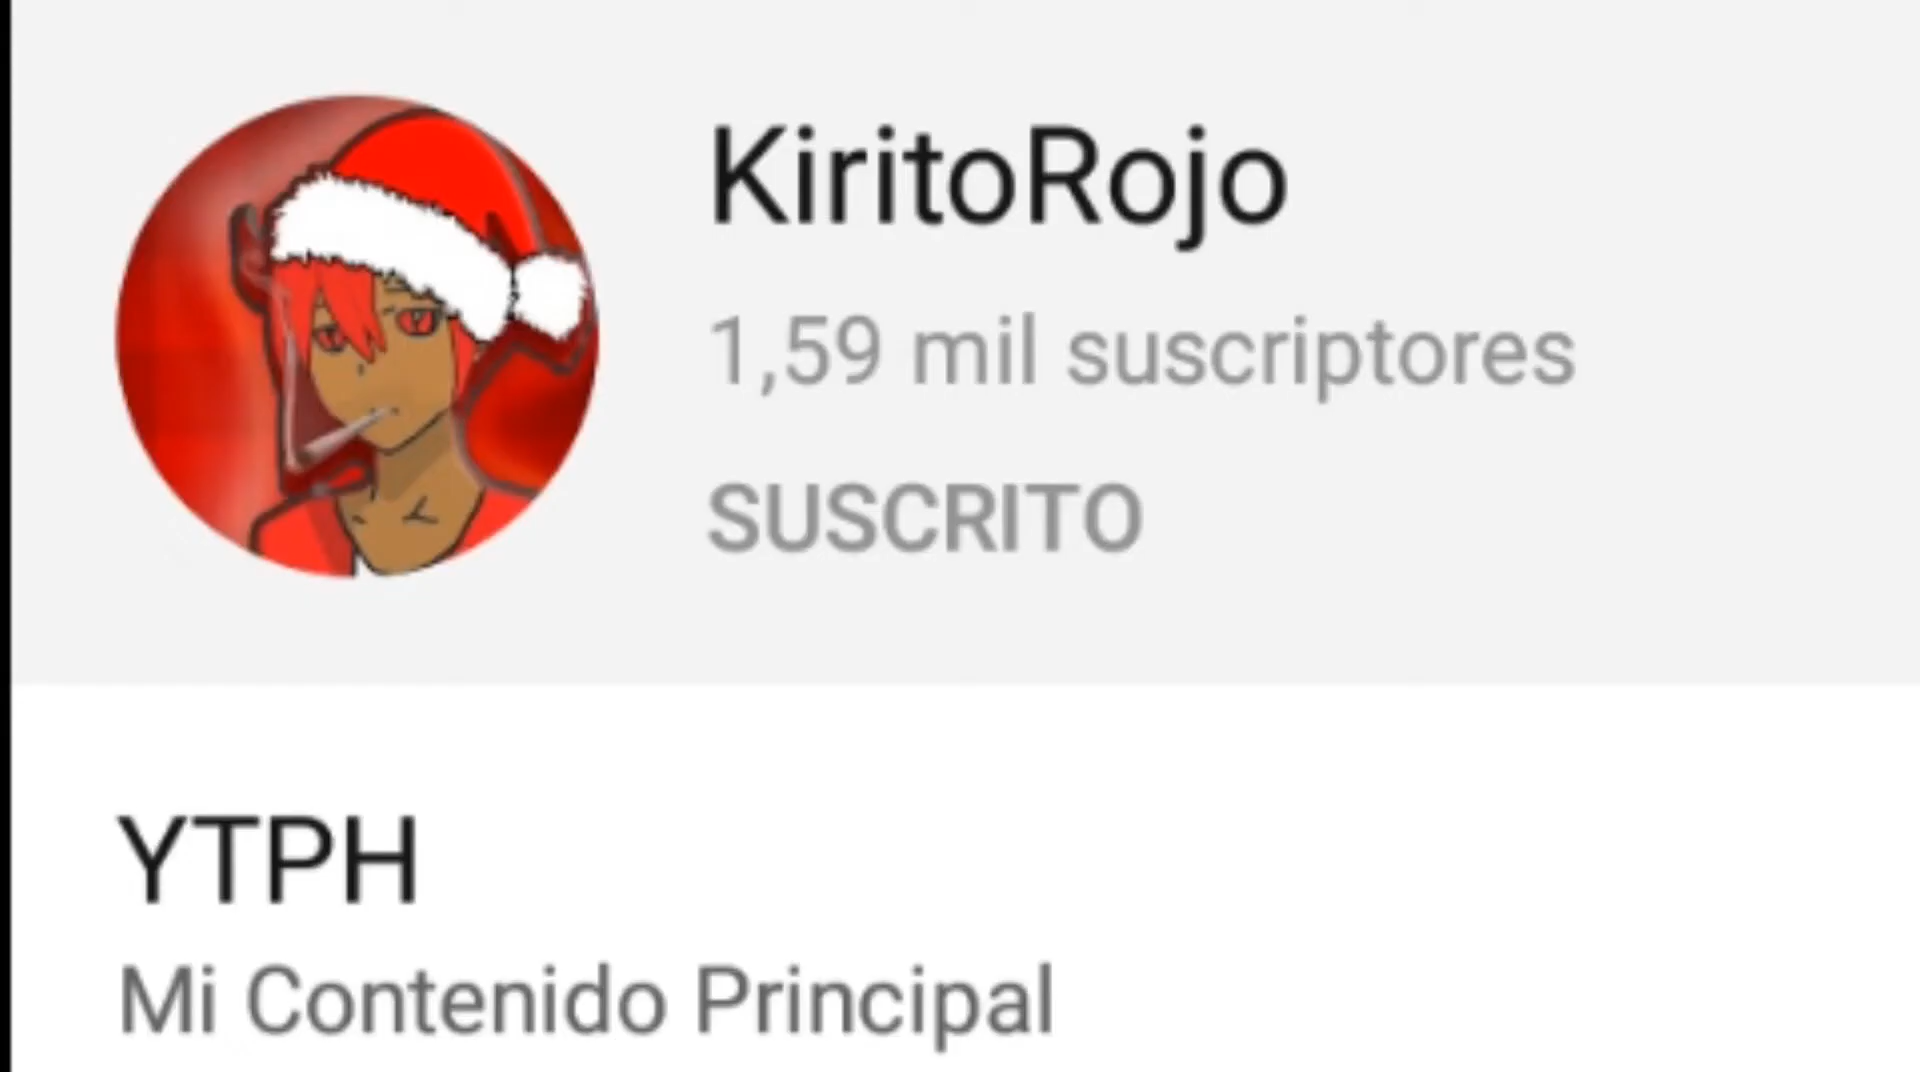 KiritoRojo
1,59 mil suscriptores
SUSCRITO
YTPH
Mi Contenido Principal